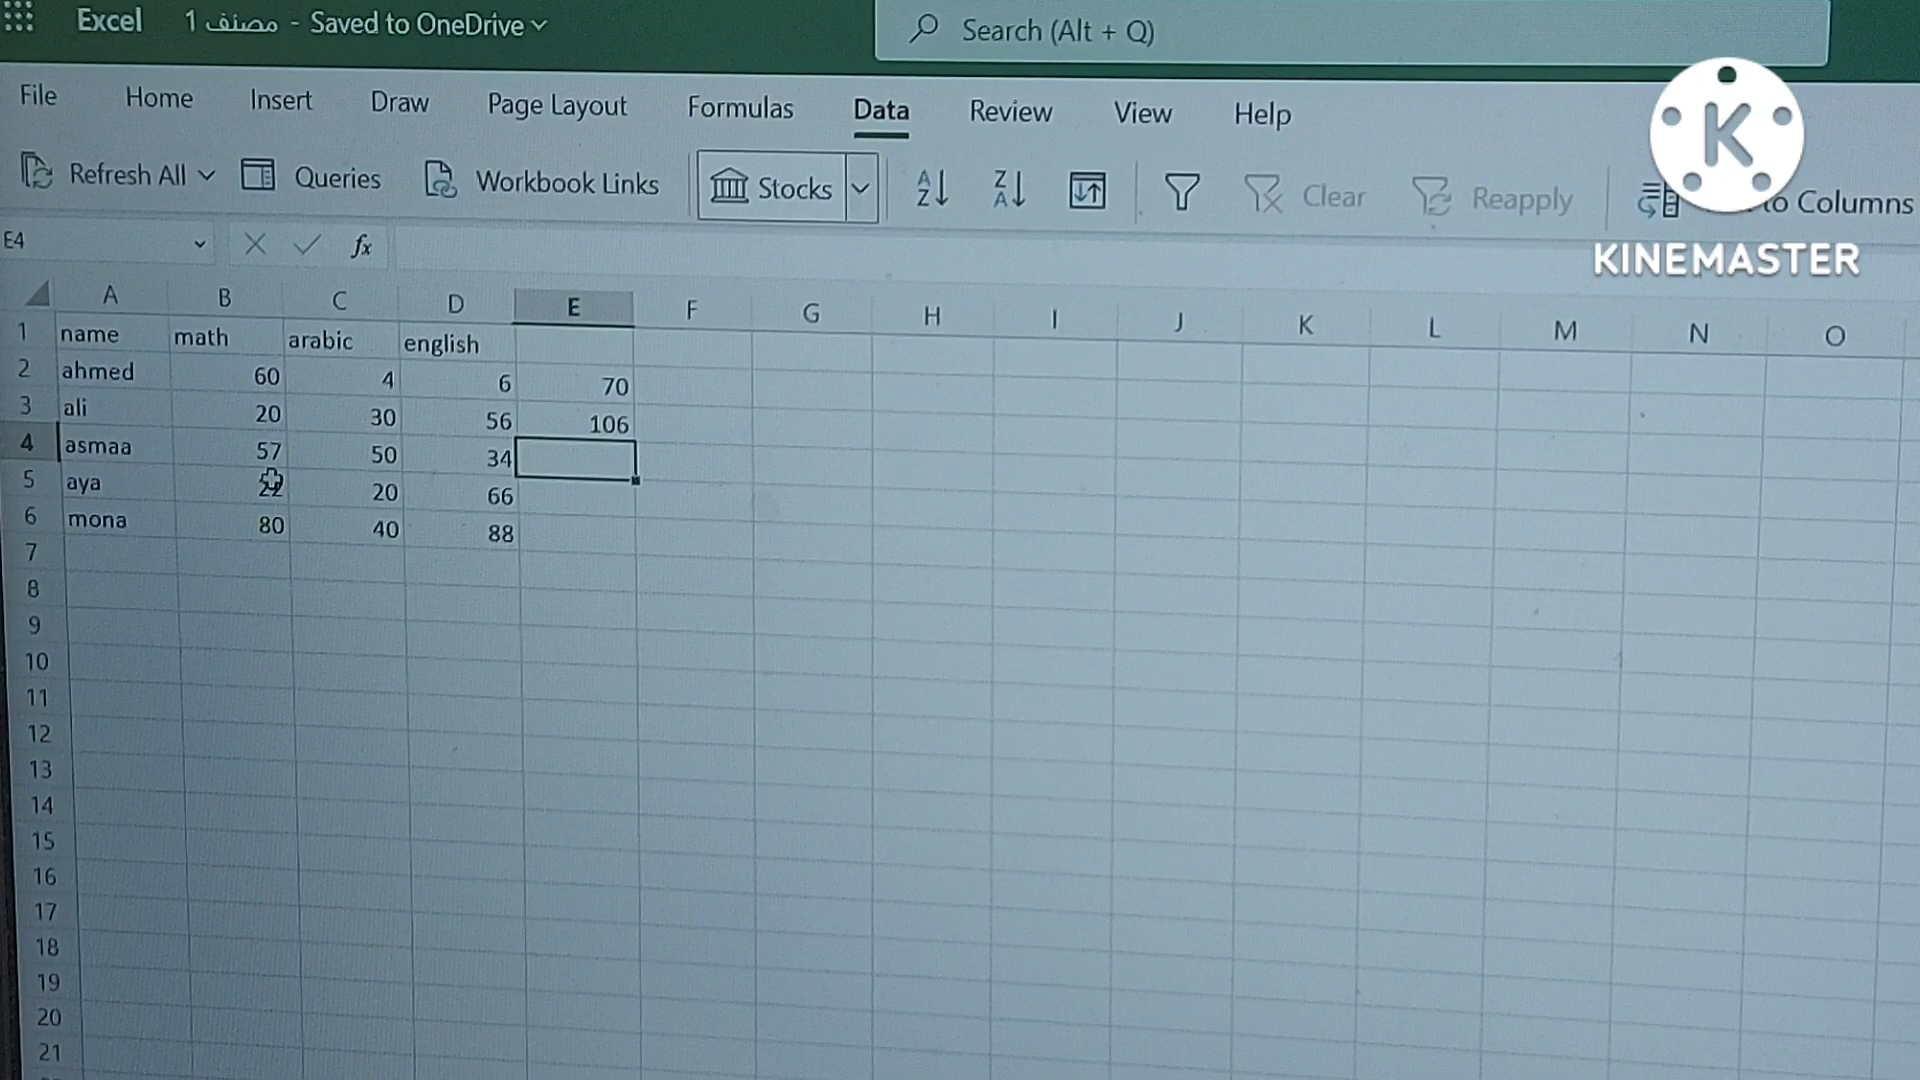 Excel مصنف 1 - Saved to OneDrive
Search (Alt + Q)
File Home Insert Draw Page Layout Formulas Data Review View Help
Refresh All Queries Workbook Links Stocks Clear Reapply to Columns
K
KINEMASTER
E4 fx
A B C D E F G H I J K L M N O
1 name math arabic english
2 ahmed 60 4 6 70
3 ali 20 30 56 106
4 asmaa 57 50 34
5 aya 20 66
6 mona 80 40 88
7
8
9
10
11
12
13
14
15
16
17
18
19
20
21